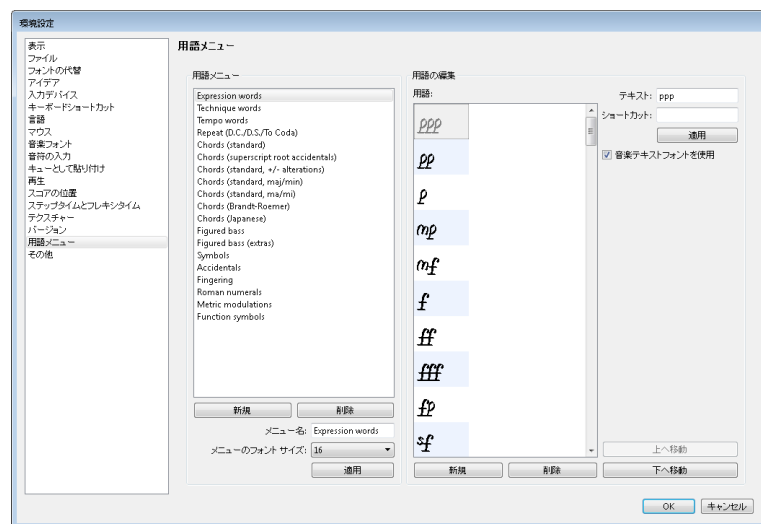 環境設定
表示
ファイル
フォントの代替
アイデア
入力デバイス
キーボードショートカット
言語
マウス
音楽フォント
音符の入力
キューとして貼り付け
再生
スコアの位置
ステップタイムとフレキシタイム
テクスチャー
バージョン
用語メニュー
その他
用語メニュー
用語メニュー
Expression words
Technique words
Tempo words
Repeat (D.C./D.S./To Coda)
Chords (standard)
Chords (superscript root accidentals)
Chords (standard, +/- alterations)
Chords (standard, maj/min)
Chords (standard, ma/mi)
Chords (Brandt-Roemer)
Chords (Japanese)
Figured bass
Figured bass (extras)
Symbols
Accidentals
Fingering
Roman numerals
Metric modulations
Function symbols
新規 削除
メニュー名: Expression words
メニューのフォント サイズ: 16
適用
用語の編集
用語:
ppp
pp
p
mp
mf
f
ff
fff
fp
sf
新規 削除
テキスト: ppp
ショートカット:
適用
音楽テキストフォントを使用
上へ移動
下へ移動
OK キャンセル